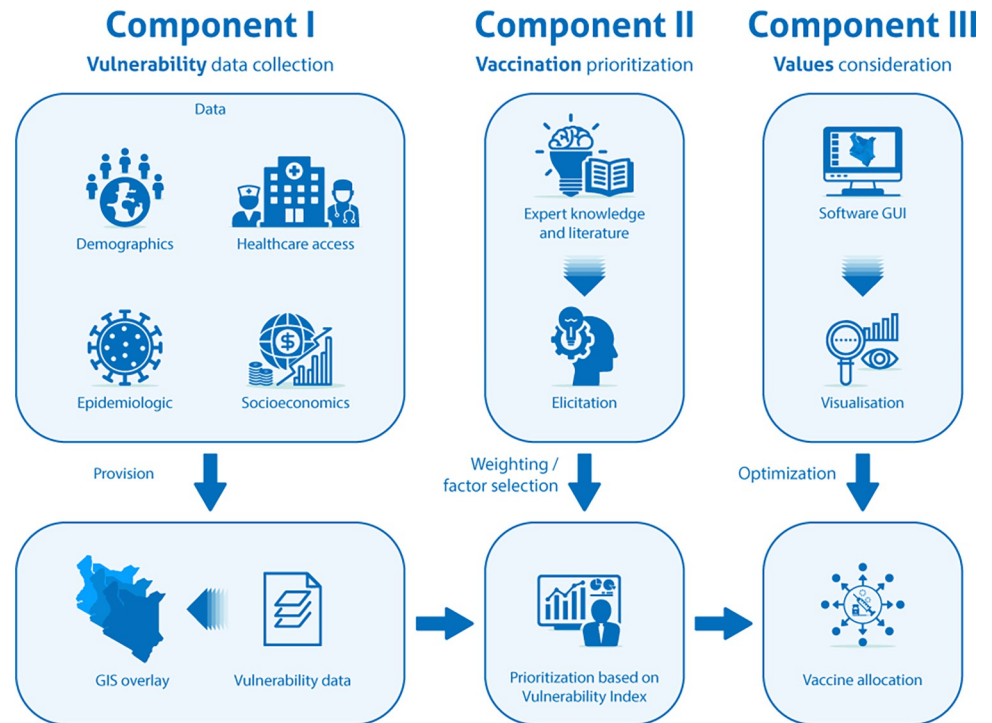 Component I
Vulnerability data collection
Data
Demographics
Healthcare access
Epidemiologic
Socioeconomics
Provision
GIS overlay
Vulnerability data
Component II
Vaccination prioritization
Expert knowledge
and literature
Elicitation
Weighting /
factor selection
Prioritization based on
Vulnerability Index
Component III
Values consideration
Software GUI
Visualisation
Optimization
Vaccine allocation